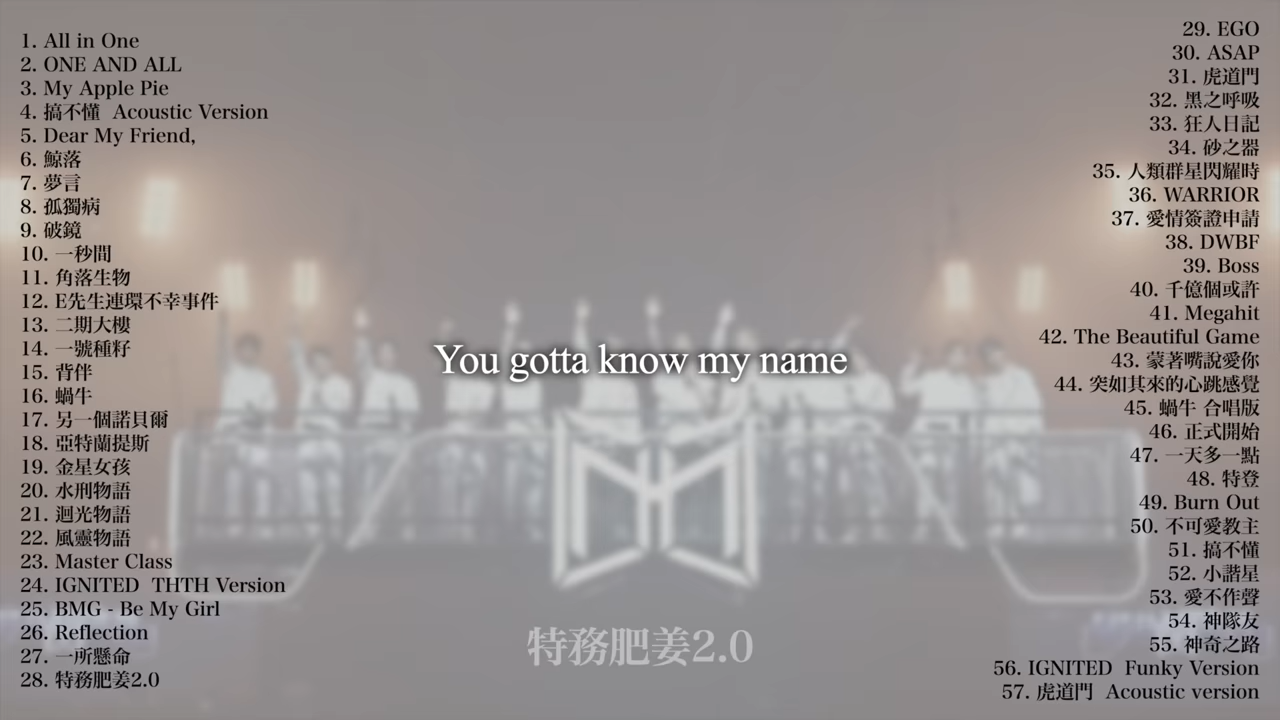 1. All in One
2. ONE AND ALL
3. My Apple Pie
4. 搞不懂  Acoustic Version
5. Dear My Friend,
6. 鯨落
7. 夢言
8. 孤獨病
9. 破鏡
10. 一秒間
11. 角落生物
12. E先生連環不幸事件
13. 二期大樓
14. 一號種籽
15. 背伴
16. 蝸牛
17. 另一個諾貝爾
18. 亞特蘭提斯
19. 金星女孩
20. 水刑物語
21. 迴光物語
22. 風靈物語
23. Master Class
24. IGNITED  THTH Version
25. BMG - Be My Girl
26. Reflection
27. 一所懸命
28. 特務肥姜2.0
You gotta know my name
特務肥姜2.0
29. EGO
30. ASAP
31. 虎道門
32. 黑之呼吸
33. 狂人日記
34. 砂之器
35. 人類群星閃耀時
36. WARRIOR
37. 愛情簽證申請
38. DWBF
39. Boss
40. 千億個或許
41. Megahit
42. The Beautiful Game
43. 蒙著嘴說愛你
44. 突如其來的心跳感覺
45. 蝸牛 合唱版
46. 正式開始
47. 一天多一點
48. 特登
49. Burn Out
50. 不可愛教主
51. 搞不懂
52. 小諧星
53. 愛不作聲
54. 神隊友
55. 神奇之路
56. IGNITED  Funky Version
57. 虎道門  Acoustic version